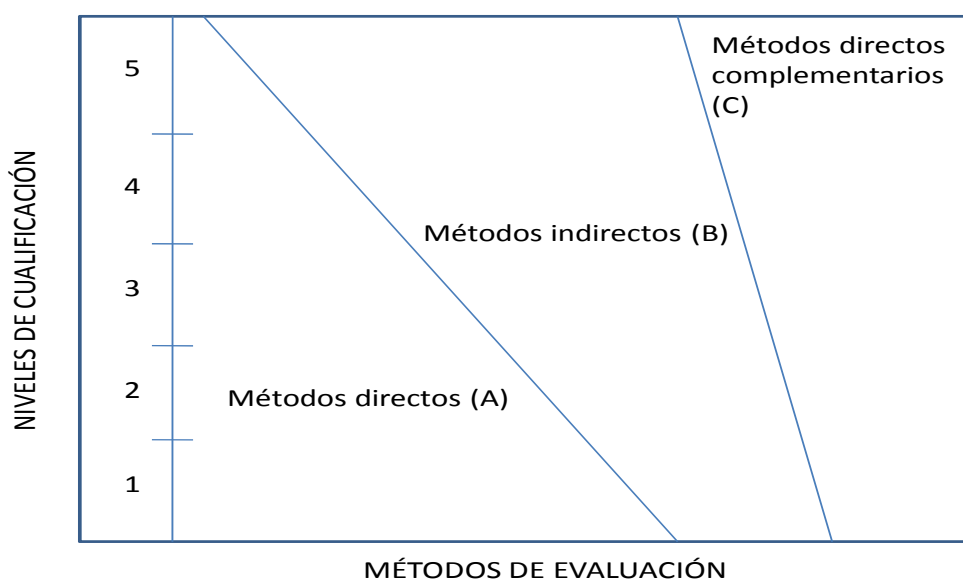 NIVELES DE CUALIFICACIÓN
5
4
3
2
1
Métodos directos
complementarios
(C)
Métodos indirectos (B)
Métodos directos (A)
MÉTODOS DE EVALUACIÓN